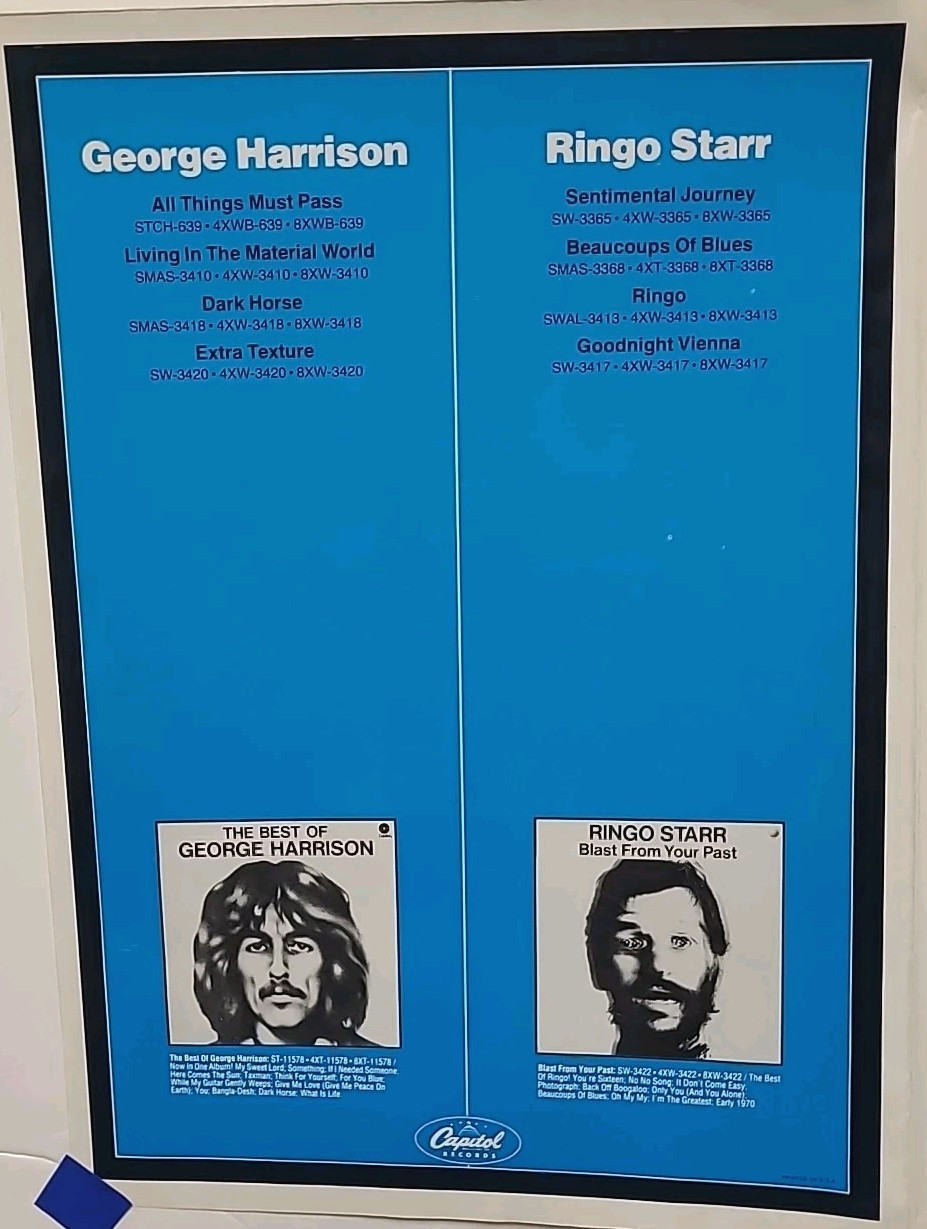 George Harrison
All Things Must Pass
STCH-639 • 4XWB-639 • 8XWB-639
Living In The Material World
SMAS-3410 • 4XW-3410 • 8XW-3410
Dark Horse
SMAS-3418 • 4XW-3418 • 8XW-3418
Extra Texture
SW-3420 • 4XW-3420 • 8XW-3420
THE BEST OF
GEORGE HARRISON
The Best Of George Harrison: ST-11578 • 4XT-11578 • 8XT-11578 /
Now In One Album! My Sweet Lord; Something; If I Needed Someone;
Here Comes The Sun; Taxman; Think For Yourself; For You Blue;
While My Guitar Gently Weeps; Give Me Love (Give Me Peace On
Earth); You; Bangla-Desh; Dark Horse; What Is Life
Ringo Starr
Sentimental Journey
SW-3365 • 4XW-3365 • 8XW-3365
Beaucoups Of Blues
SMAS-3368 • 4XT-3368 • 8XT-3368
Ringo
SWAL-3413 • 4XW-3413 • 8XW-3413
Goodnight Vienna
SW-3417 • 4XW-3417 • 8XW-3417
RINGO STARR
Blast From Your Past
Blast From Your Past: SW-3422 • 4XW-3422 • 8XW-3422 / The Best
Of Ringo! You're Sixteen; No No Song; It Don't Come Easy;
Photograph; Back Off Boogaloo; Only You (And You Alone);
Beaucoups Of Blues; Oh My My; I'm The Greatest; Early 1970
Capitol
RECORDS